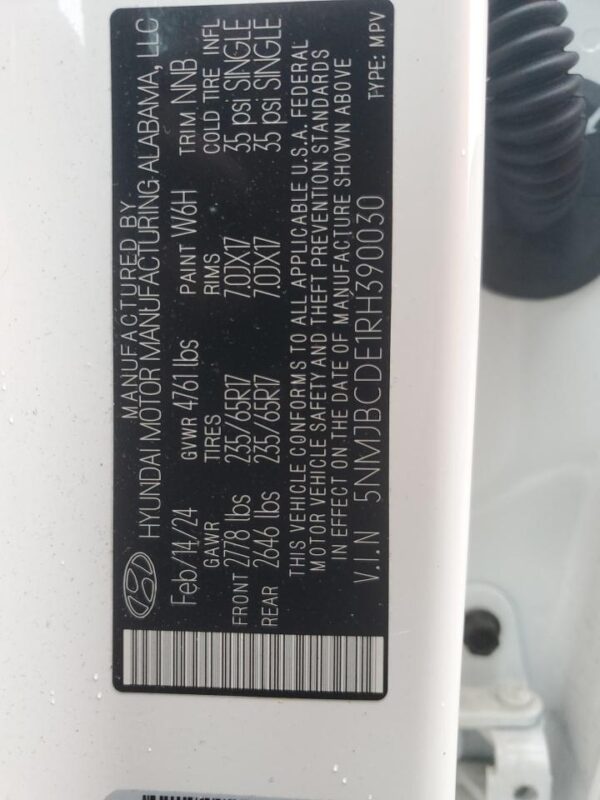 MANUFACTURED BY
HYUNDAI MOTOR MANUFACTURING ALABAMA, LLC
Feb/14/24 GVWR 4761 lbs PAINT W6H TRIM NNB
GAWR TIRES RIMS COLD TIRE INFL
FRONT 2778 lbs 235/65R17 7.0JX17 35 psi SINGLE
REAR 2646 lbs 235/65R17 7.0JX17 35 psi SINGLE
THIS VEHICLE CONFORMS TO ALL APPLICABLE U.S.A. FEDERAL
MOTOR VEHICLE SAFETY AND THEFT PREVENTION STANDARDS
IN EFFECT ON THE DATE OF MANUFACTURE SHOWN ABOVE
V.I.N 5NMJBCDE1RH390030 TYPE: MPV